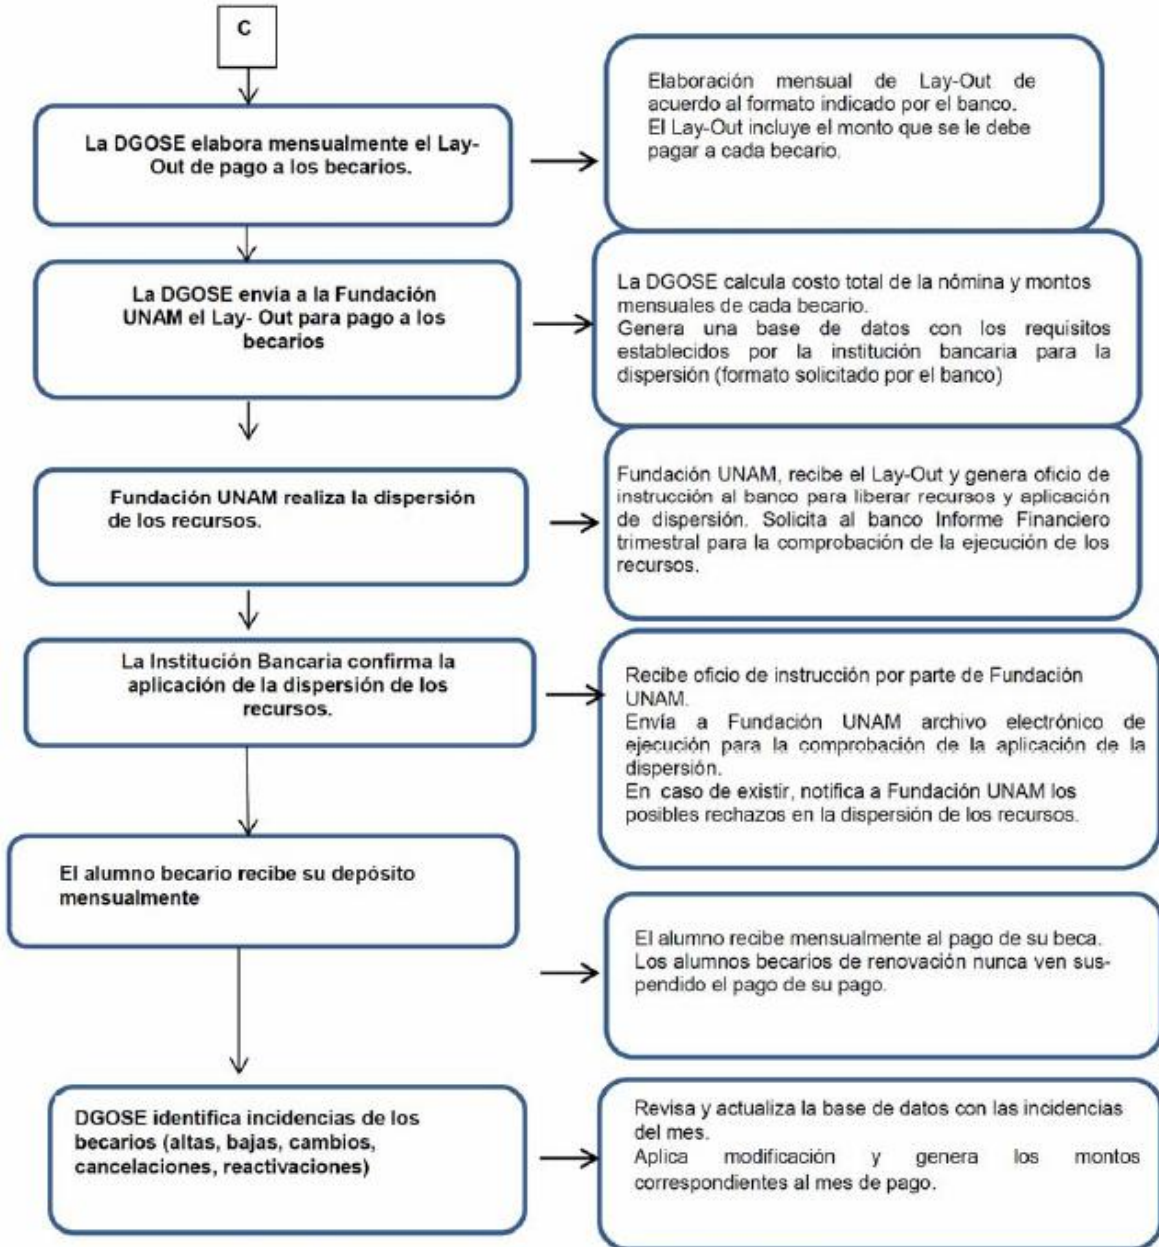 C
La DGOSE elabora mensualmente el Lay-
Out de pago a los becarios.
Elaboración mensual de Lay-Out de
acuerdo al formato indicado por el banco.
El Lay-Out incluye el monto que se le debe
pagar a cada becario.
La DGOSE envia a la Fundación
UNAM el Lay- Out para pago a los
becarios
La DGOSE calcula costo total de la nómina y montos
mensuales de cada becario.
Genera una base de datos con los requisitos
establecidos por la institución bancaria para la
dispersión (formato solicitado por el banco)
Fundación UNAM realiza la dispersión
de los recursos.
Fundación UNAM, recibe el Lay-Out y genera oficio de
instrucción al banco para liberar recursos y aplicación
de dispersión. Solicita al banco Informe Financiero
trimestral para la comprobación de la ejecución de los
recursos.
La Institución Bancaria confirma la
aplicación de la dispersión de los
recursos.
Recibe oficio de instrucción por parte de Fundación
UNAM.
Envía a Fundación UNAM archivo electrónico de
ejecución para la comprobación de la aplicación de la
dispersión.
En caso de existir, notifica a Fundación UNAM los
posibles rechazos en la dispersión de los recursos.
El alumno becario recibe su depósito
mensualmente
El alumno recibe mensualmente al pago de su beca.
Los alumnos becarios de renovación nunca ven sus-
pendido el pago de su pago.
DGOSE identifica incidencias de los
becarios (altas, bajas, cambios,
cancelaciones, reactivaciones)
Revisa y actualiza la base de datos con las incidencias
del mes.
Aplica modificación y genera los montos
correspondientes al mes de pago.